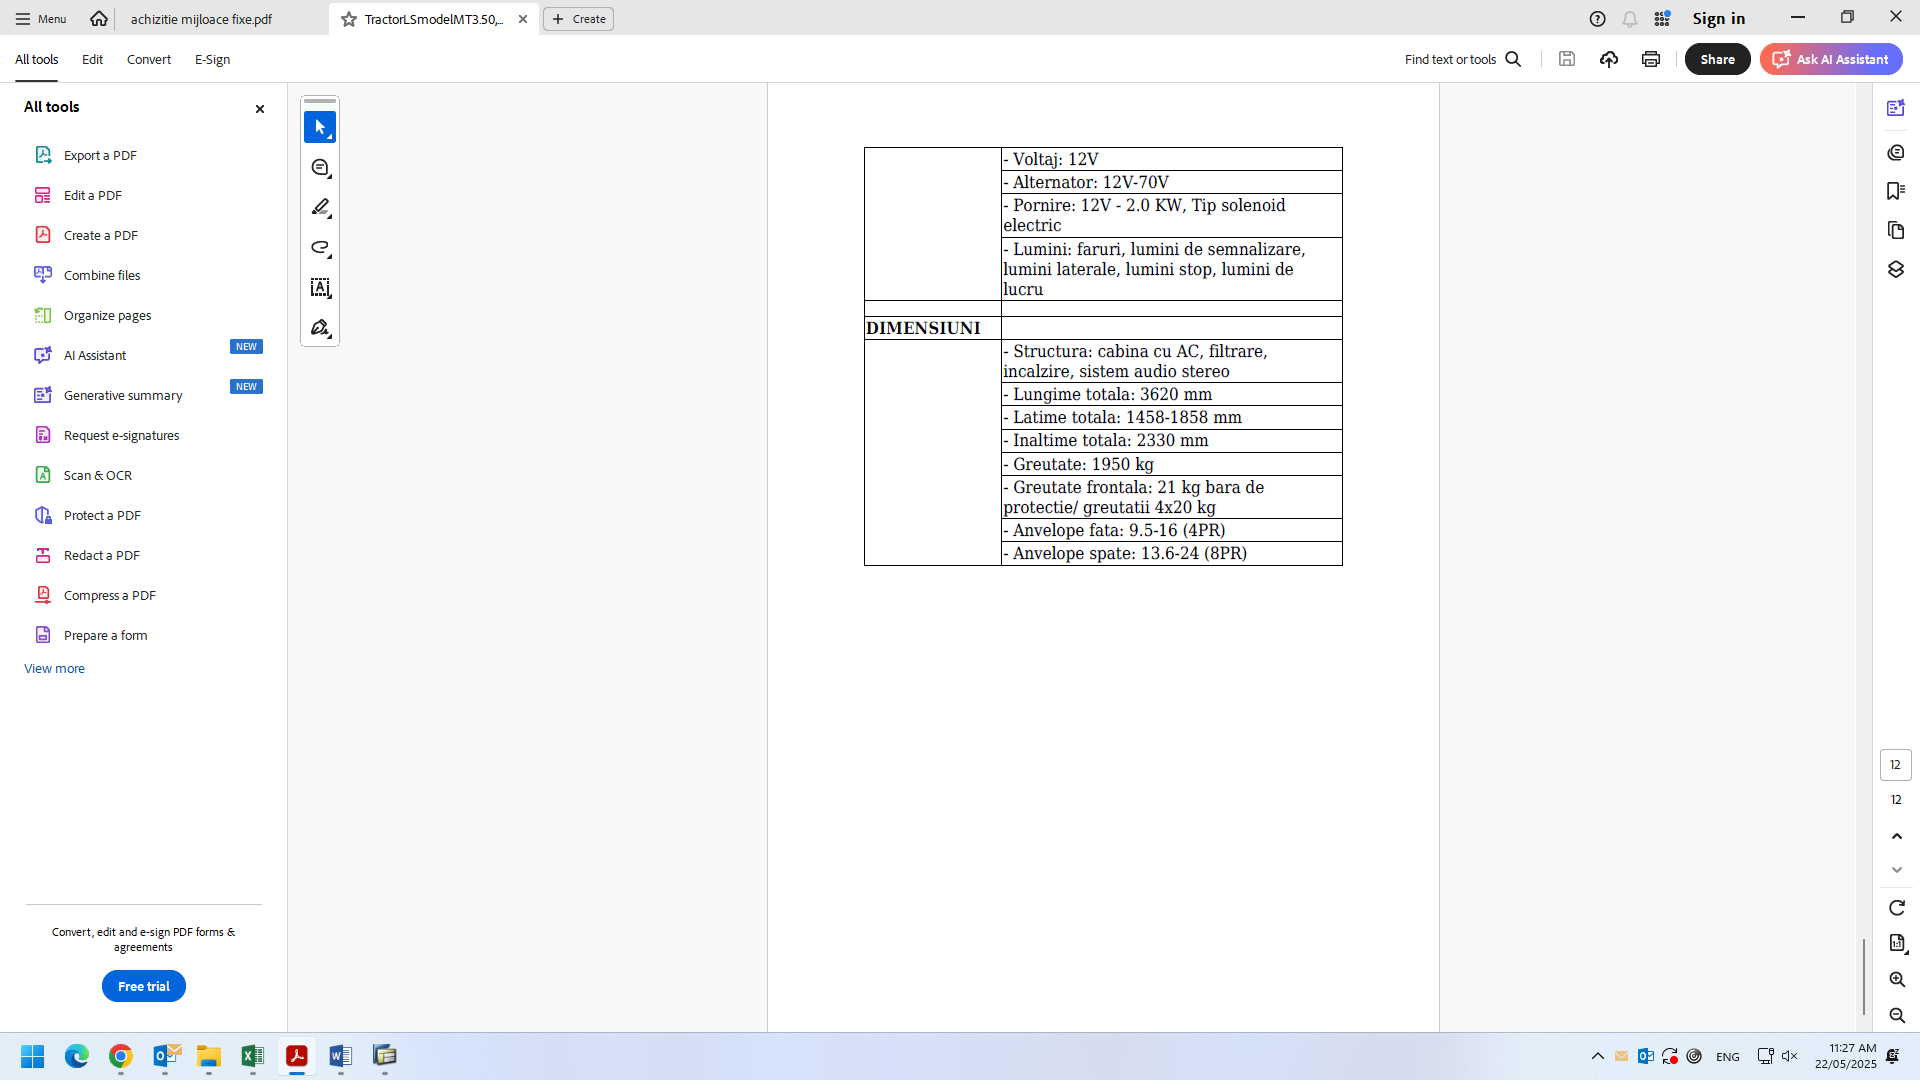 Menu
achizitie mijloace fixe.pdf
TractorLSmodelMT3.50,...
Create
Sign in
All tools
Edit
Convert
E-Sign
Find text or tools
Share
Ask AI Assistant
All tools
Export a PDF
Edit a PDF
Create a PDF
Combine files
Organize pages
AI Assistant
NEW
Generative summary
NEW
Request e-signatures
Scan & OCR
Protect a PDF
Redact a PDF
Compress a PDF
Prepare a form
View more
Convert, edit and e-sign PDF forms &
agreements
Free trial
- Voltaj: 12V
- Alternator: 12V-70V
- Pornire: 12V - 2.0 KW, Tip solenoid
electric
- Lumini: faruri, lumini de semnalizare,
lumini laterale, lumini stop, lumini de
lucru
DIMENSIUNI
- Structura: cabina cu AC, filtrare,
incalzire, sistem audio stereo
- Lungime totala: 3620 mm
- Latime totala: 1458-1858 mm
- Inaltime totala: 2330 mm
- Greutate: 1950 kg
- Greutate frontala: 21 kg bara de
protectie/ greutatii 4x20 kg
- Anvelope fata: 9.5-16 (4PR)
- Anvelope spate: 13.6-24 (8PR)
12
12
ENG
11:27 AM
22/05/2025